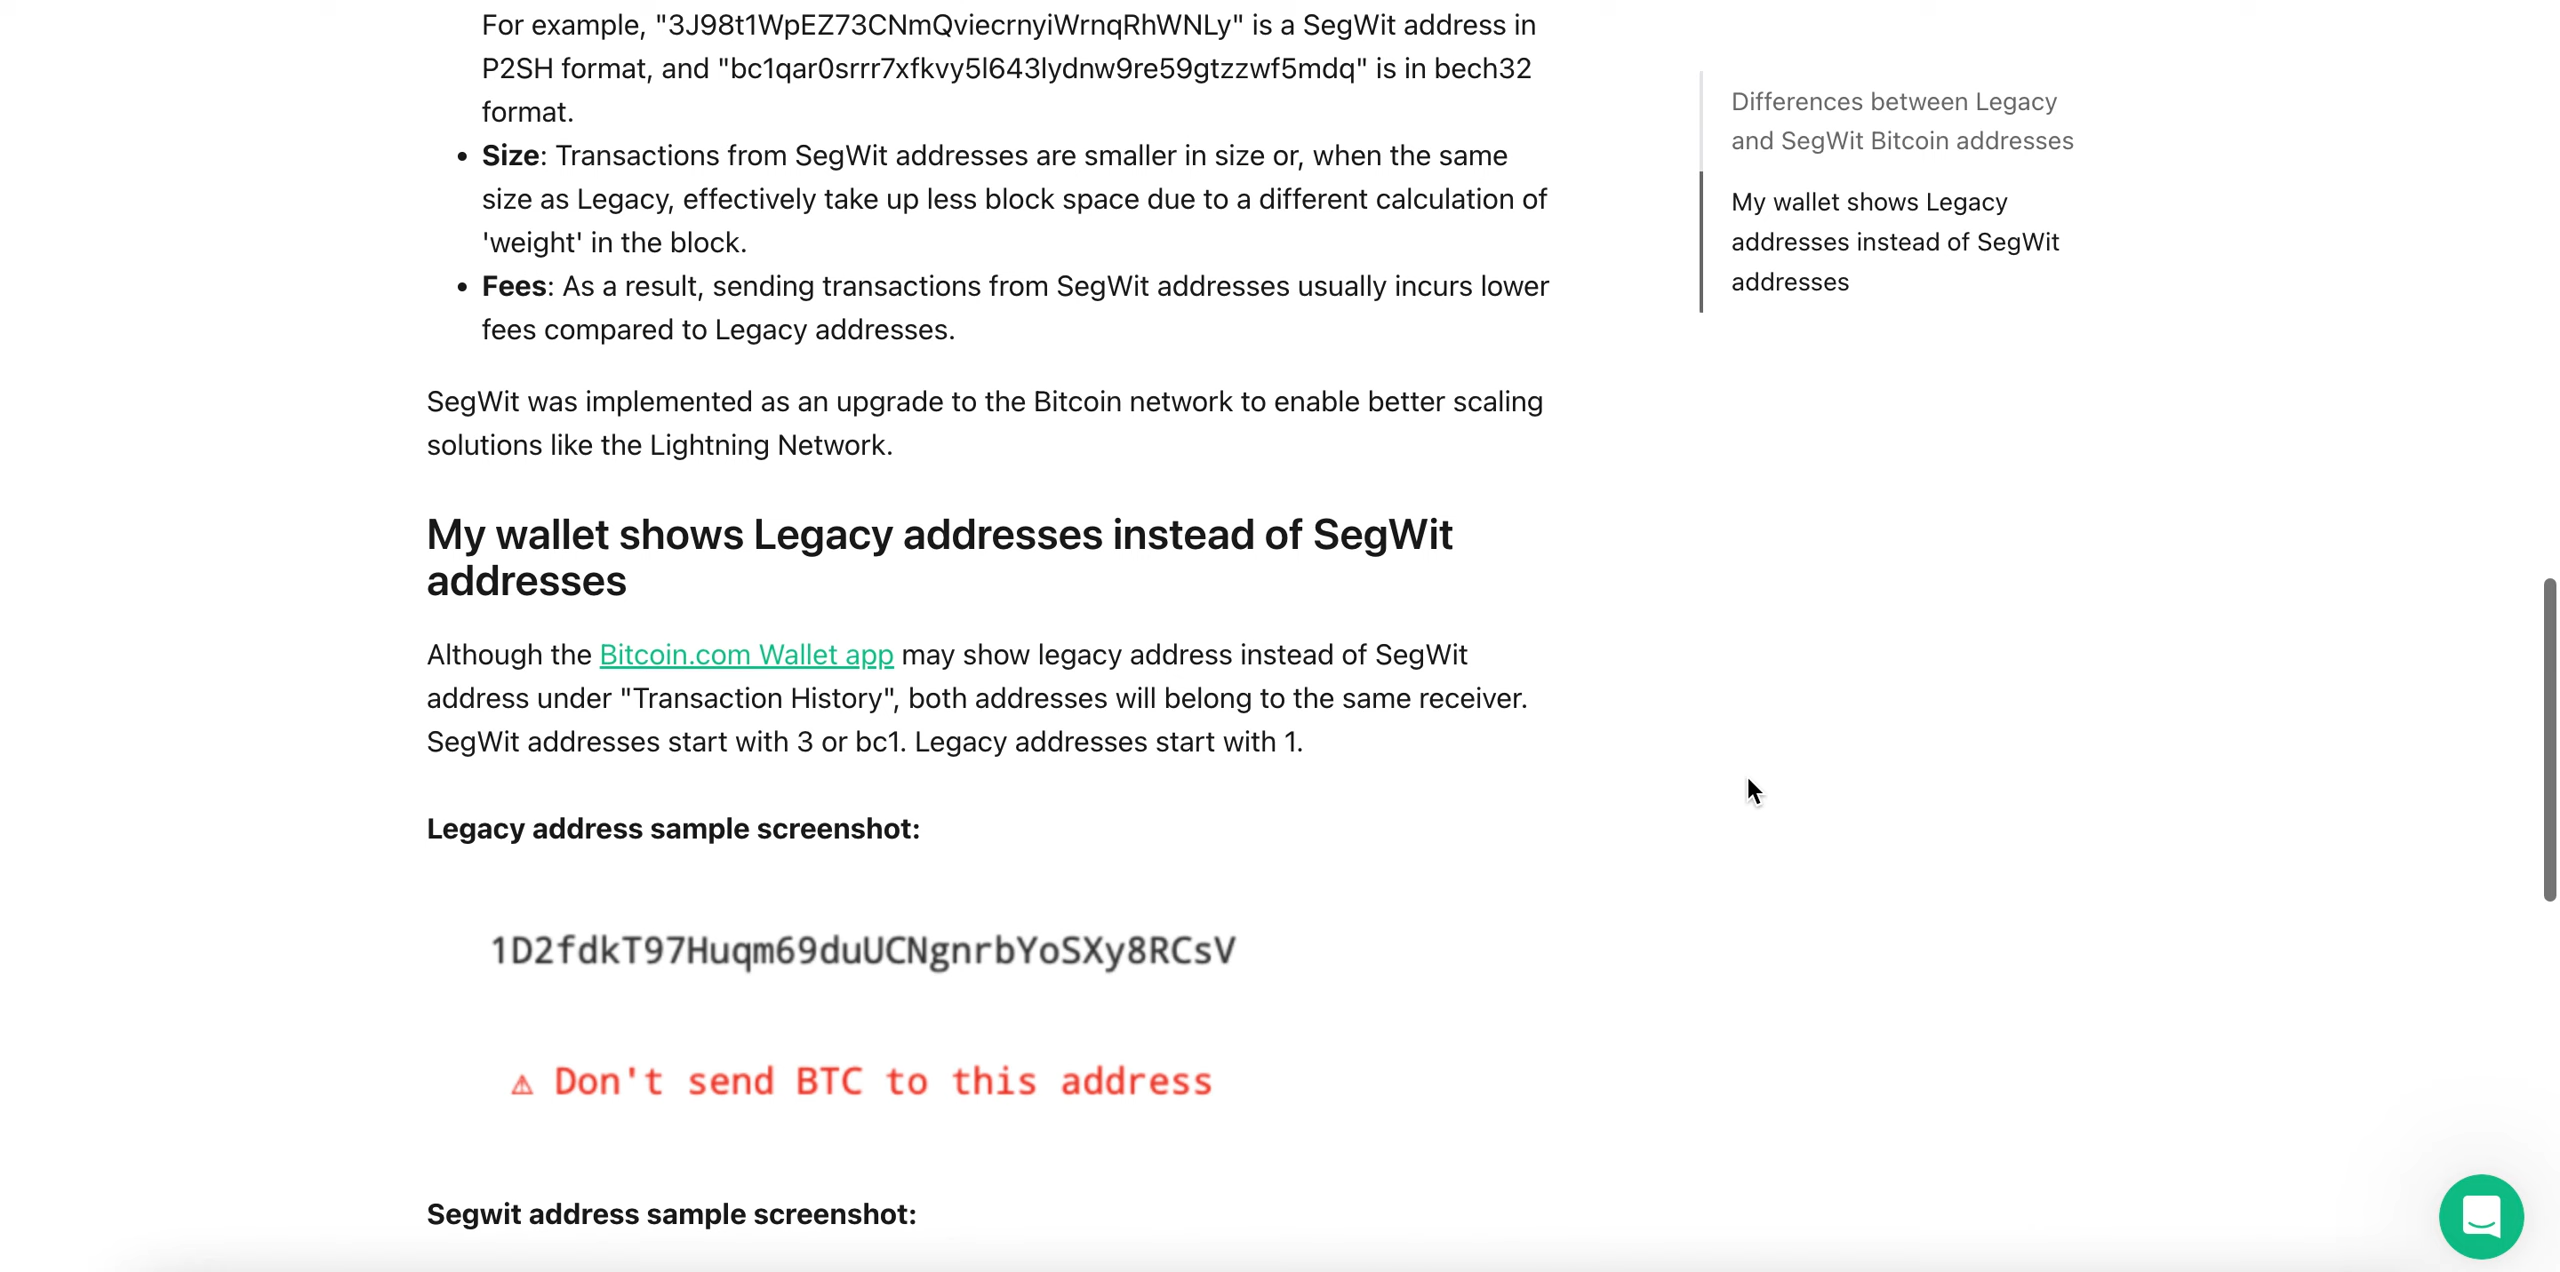 For example, "3J98t1WpEZ73CNmQviecrnyiWrnqRhWNLy" is a SegWit address in
P2SH format, and "bc1qar0srrr7xfkvy5l643lydnw9re59gtzzwf5mdq" is in bech32
format.
• Size: Transactions from SegWit addresses are smaller in size or, when the same
size as Legacy, effectively take up less block space due to a different calculation of
'weight' in the block.
• Fees: As a result, sending transactions from SegWit addresses usually incurs lower
fees compared to Legacy addresses.
SegWit was implemented as an upgrade to the Bitcoin network to enable better scaling
solutions like the Lightning Network.
My wallet shows Legacy addresses instead of SegWit
addresses
Although the Bitcoin.com Wallet app may show legacy address instead of SegWit
address under "Transaction History", both addresses will belong to the same receiver.
SegWit addresses start with 3 or bc1. Legacy addresses start with 1.
Legacy address sample screenshot:
1D2fdkT97Huqm69duUCNgnrbYoSXy8RCsV
⚠ Don't send BTC to this address
Segwit address sample screenshot:
Differences between Legacy
and SegWit Bitcoin addresses
My wallet shows Legacy
addresses instead of SegWit
addresses